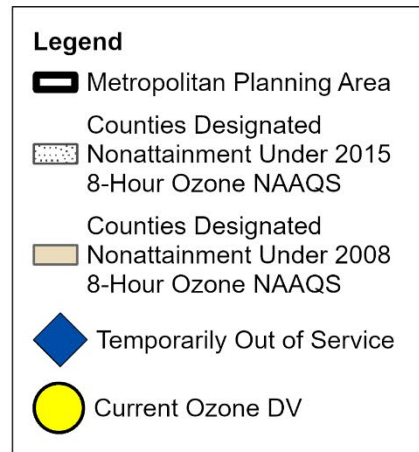 Legend
Metropolitan Planning Area
Counties Designated
Nonattainment Under 2015
8-Hour Ozone NAAQS
Counties Designated
Nonattainment Under 2008
8-Hour Ozone NAAQS
Temporarily Out of Service
Current Ozone DV